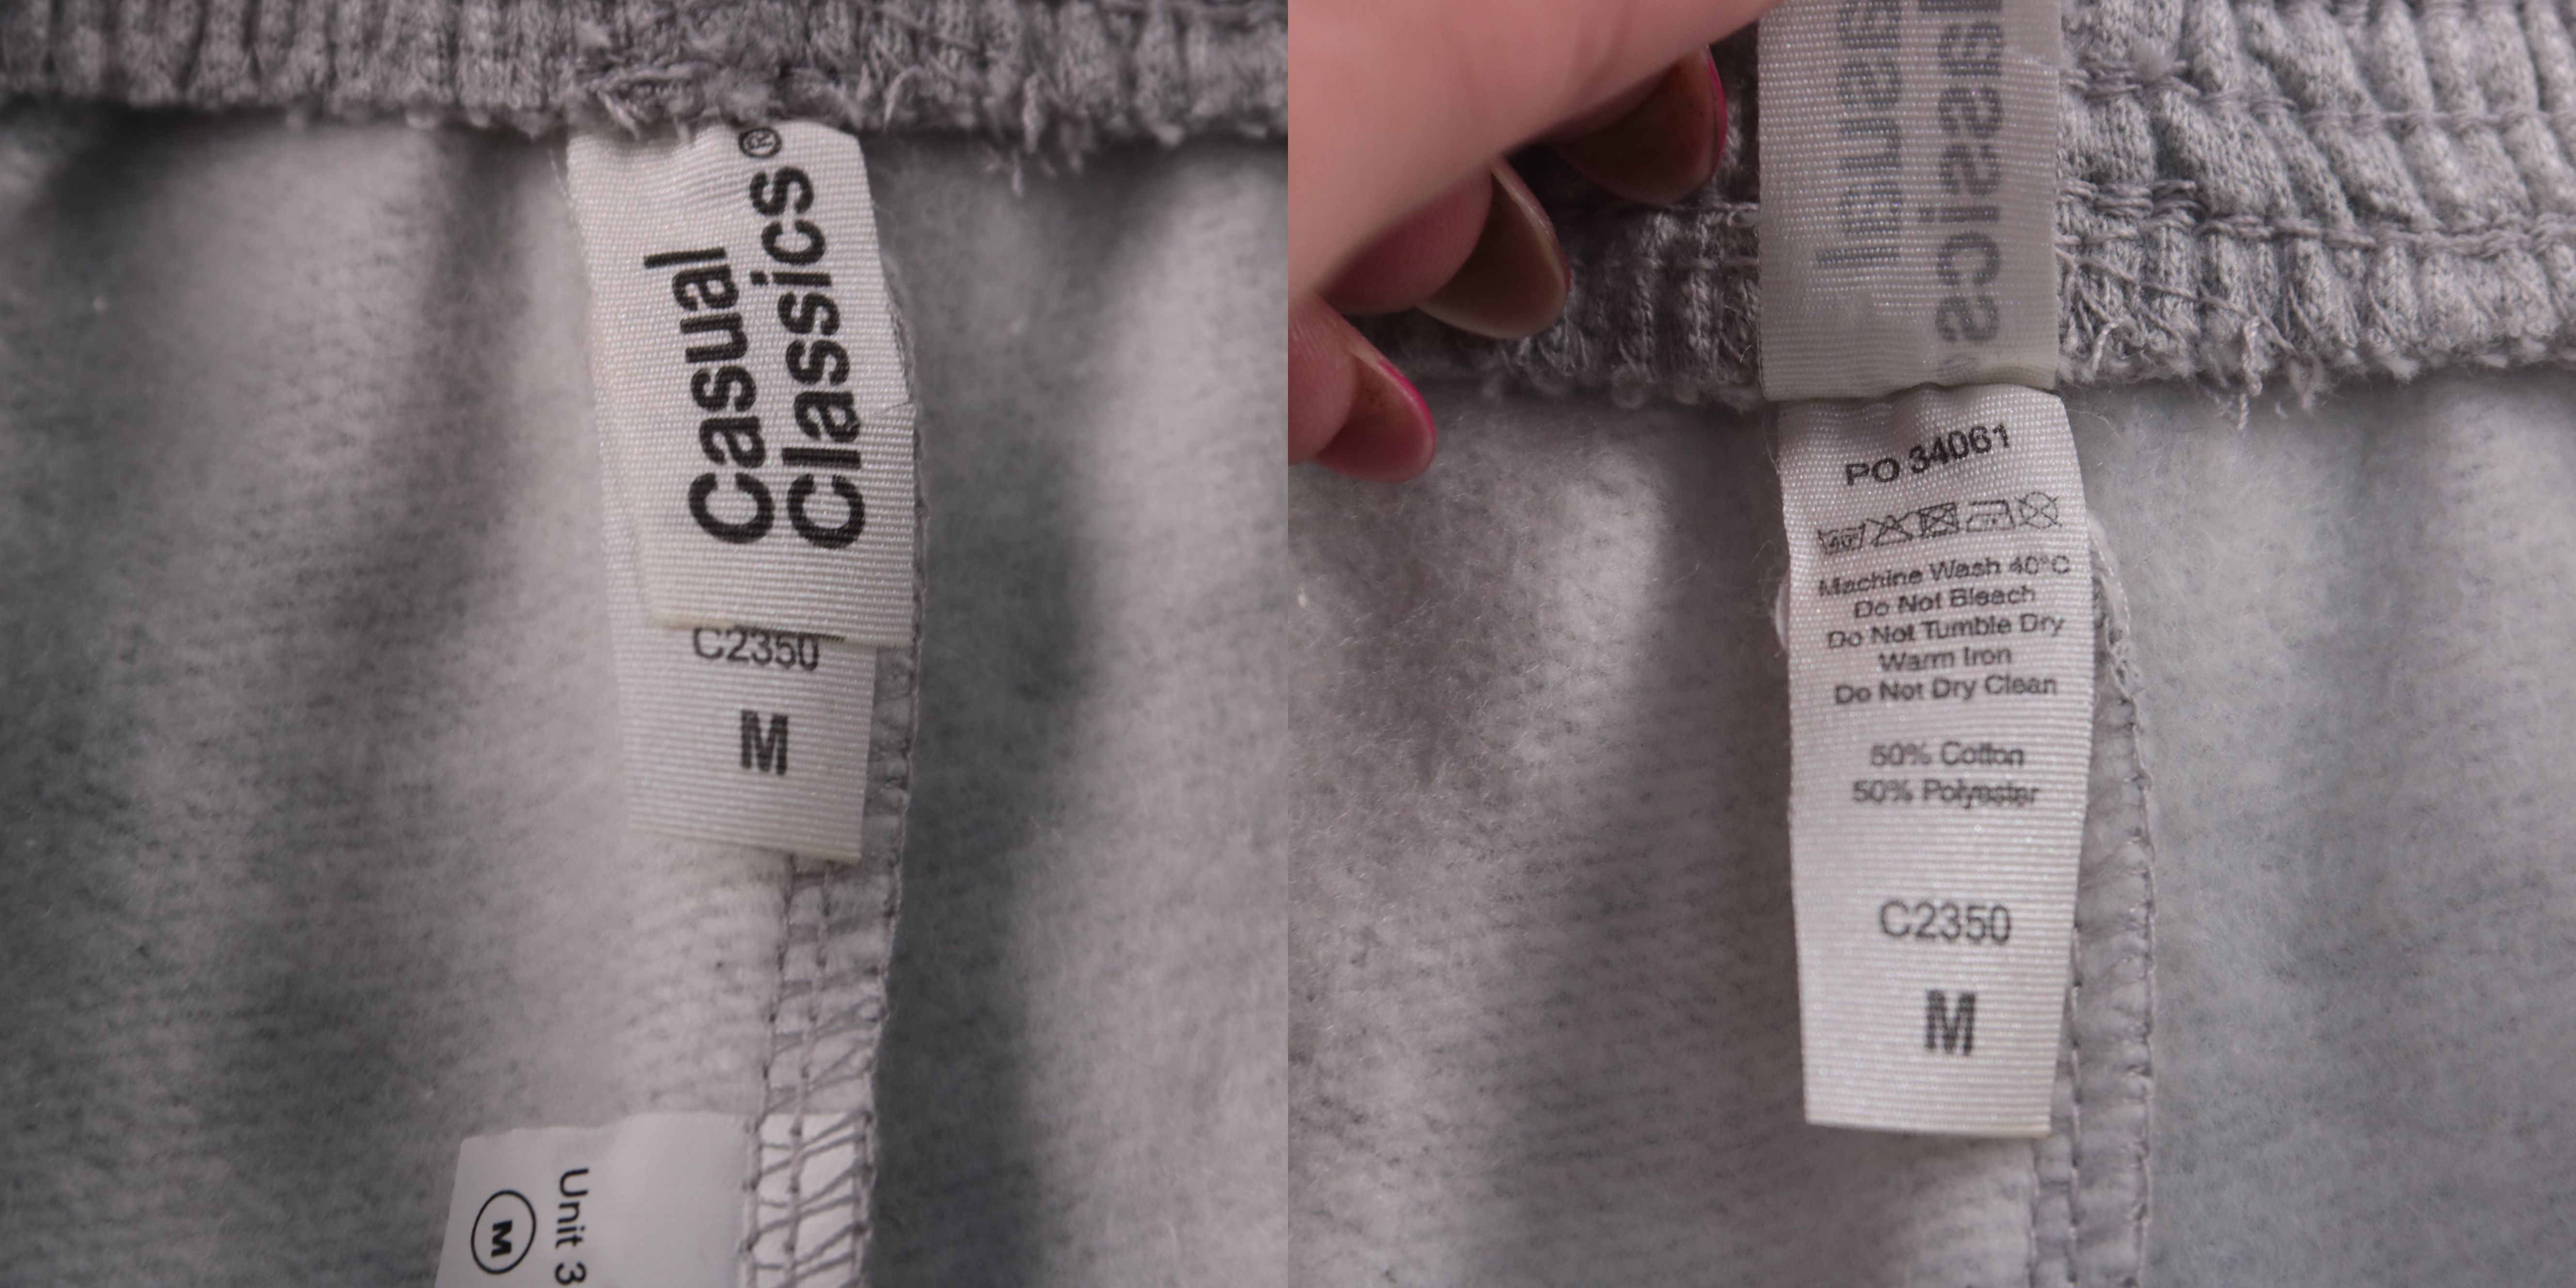 Casual
Classics®
C2350
M
Unit 3
M
PO 34061
40°
Machine Wash 40°C
Do Not Bleach
Do Not Tumble Dry
Warm Iron
Do Not Dry Clean
50% Cotton
50% Polyester
C2350
M